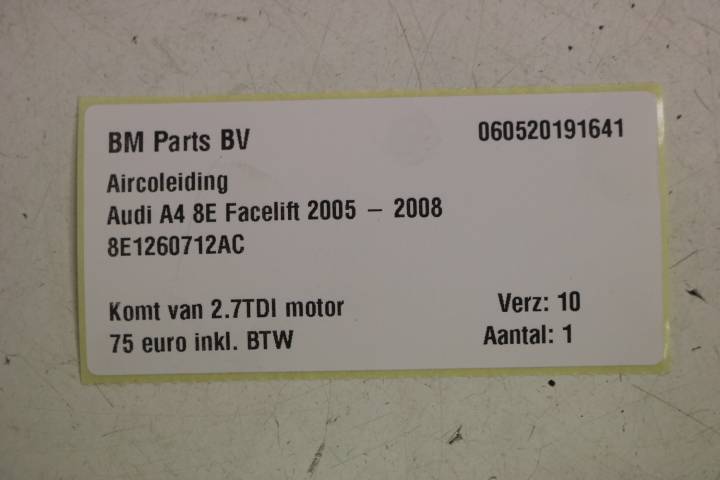 BM Parts BV 060520191641
Aircoleiding
Audi A4 8E Facelift 2005 – 2008
8E1260712AC
Komt van 2.7TDI motor Verz: 10
75 euro inkl. BTW Aantal: 1